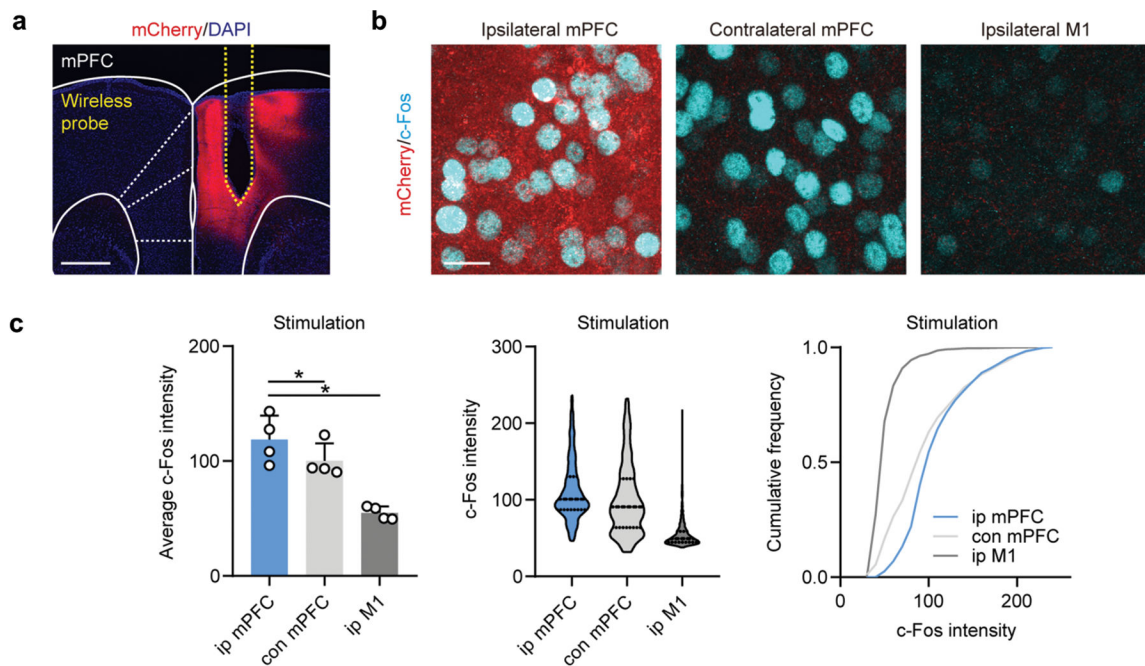 a
mCherry/DAPI
mPFC
Wireless
probe
b
Ipsilateral mPFC
Contralateral mPFC
Ipsilateral M1
mCherry/c-Fos
c
Stimulation
Average c-Fos intensity
200
100
0
*
*
ip mPFC
con mPFC
ip M1
Stimulation
c-Fos intensity
300
200
100
0
ip mPFC
con mPFC
ip M1
Stimulation
Cumulative frequency
1.0
0.5
0.0
ip mPFC
con mPFC
ip M1
0
100
200
c-Fos intensity